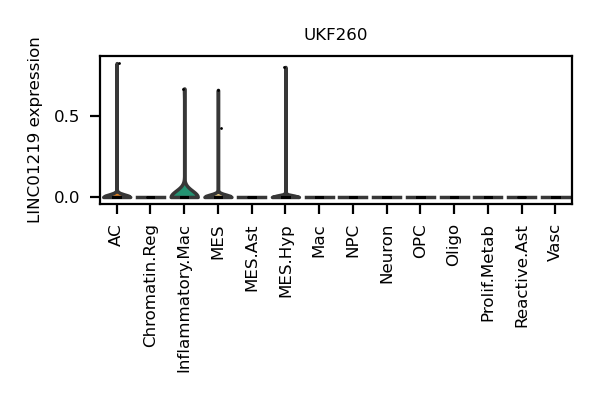 UKF260
LINC01219 expression
0.5
0.0
AC
Chromatin.Reg
Inflammatory.Mac
MES
MES.Ast
MES.Hyp
Mac
NPC
Neuron
OPC
Oligo
Prolif.Metab
Reactive.Ast
Vasc